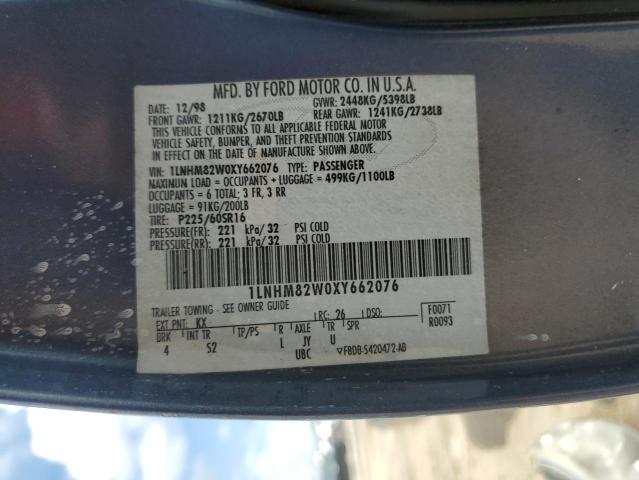 MFD. BY FORD MOTOR CO. IN U.S.A.
DATE: 12/98 GVWR: 2448KG/5398LB
FRONT GAWR: 1211KG/2670LB REAR GAWR: 1241KG/2738LB
THIS VEHICLE CONFORMS TO ALL APPLICABLE FEDERAL MOTOR
VEHICLE SAFETY, BUMPER, AND THEFT PREVENTION STANDARDS
IN EFFECT ON THE DATE OF MANUFACTURE SHOWN ABOVE.
VIN: 1LNHM82W0XY662076 TYPE: PASSENGER
MAXIMUM LOAD = OCCUPANTS + LUGGAGE = 499KG/1100LB
OCCUPANTS = 6 TOTAL; 3 FR, 3 RR
LUGGAGE = 91KG/200LB
TIRE: P225/60SR16
PRESSURE(FR): 221 kPa/32 PSI COLD
PRESSURE(RR): 221 kPa/32 PSI COLD
1LNHM82W0XY662076
TRAILER TOWING - SEE OWNER GUIDE
EXT PNT: KX RC: 26 DSO: F0071
BRK INT TR TP/PS R AXLE TR SPR R0093
4 S2 L JY U
UBC VF8DB-5420472-AB